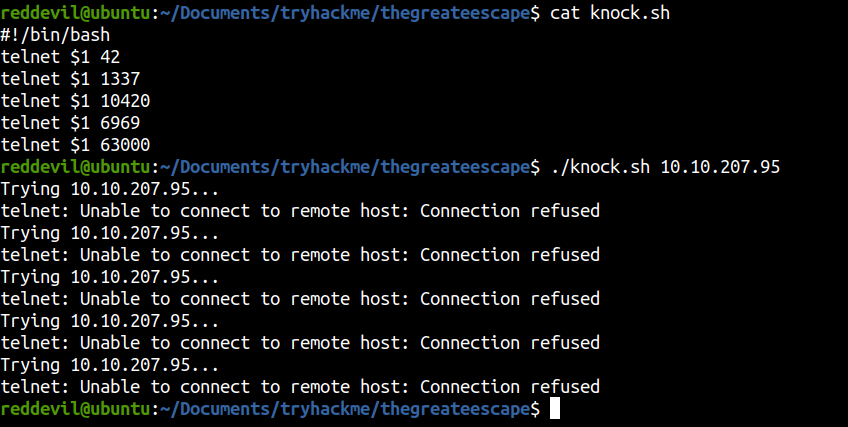 reddevil@ubuntu:~/Documents/tryhackme/thegreateescape$ cat knock.sh
#!/bin/bash
telnet $1 42
telnet $1 1337
telnet $1 10420
telnet $1 6969
telnet $1 63000
reddevil@ubuntu:~/Documents/tryhackme/thegreateescape$ ./knock.sh 10.10.207.95
Trying 10.10.207.95...
telnet: Unable to connect to remote host: Connection refused
Trying 10.10.207.95...
telnet: Unable to connect to remote host: Connection refused
Trying 10.10.207.95...
telnet: Unable to connect to remote host: Connection refused
Trying 10.10.207.95...
telnet: Unable to connect to remote host: Connection refused
Trying 10.10.207.95...
telnet: Unable to connect to remote host: Connection refused
reddevil@ubuntu:~/Documents/tryhackme/thegreateescape$